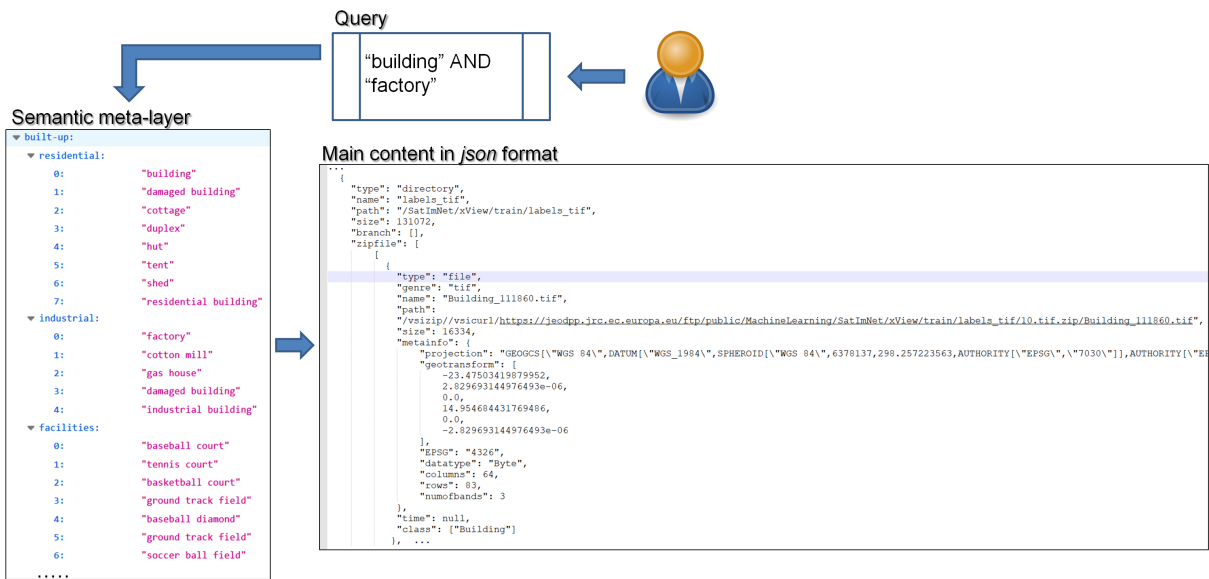 Query
“building” AND
“factory”
Semantic meta-layer
built-up:
residential:
0: "building"
1: "damaged building"
2: "cottage"
3: "duplex"
4: "hut"
5: "tent"
6: "shed"
7: "residential building"
industrial:
0: "factory"
1: "cotton mill"
2: "gas house"
3: "damaged building"
4: "industrial building"
facilities:
0: "baseball court"
1: "tennis court"
2: "basketball court"
3: "ground track field"
4: "baseball diamond"
5: "ground track field"
6: "soccer ball field"
.....
Main content in json format
...
{
"type": "directory",
"name": "labels_tif",
"path": "/SatImNet/xView/train/labels_tif",
"size": 131072,
"branch": [],
"zipfile": [
[
{
"type": "file",
"genre": "tif",
"name": "Building_111860.tif",
"path":
"/vsizip//vsicurl/https://jeodpp.jrc.ec.europa.eu/ftp/public/MachineLearning/SatImNet/xView/train/labels_tif/10.tif.zip/Building_111860.tif",
"size": 16334,
"metainfo": {
"projection": "GEOGCS[\"WGS 84\",DATUM[\"WGS_1984\",SPHEROID[\"WGS 84\",6378137,298.257223563,AUTHORITY[\"EPSG\",\"7030\"]],AUTHORITY[\"EP
"geotransform": [
-23.47503419879952,
2.829693144976493e-06,
0.0,
14.954684431769486,
0.0,
-2.829693144976493e-06
],
"EPSG": "4326",
"datatype": "Byte",
"columns": 64,
"rows": 83,
"numofbands": 3
},
"time": null,
"class": ["Building"]
}, ...